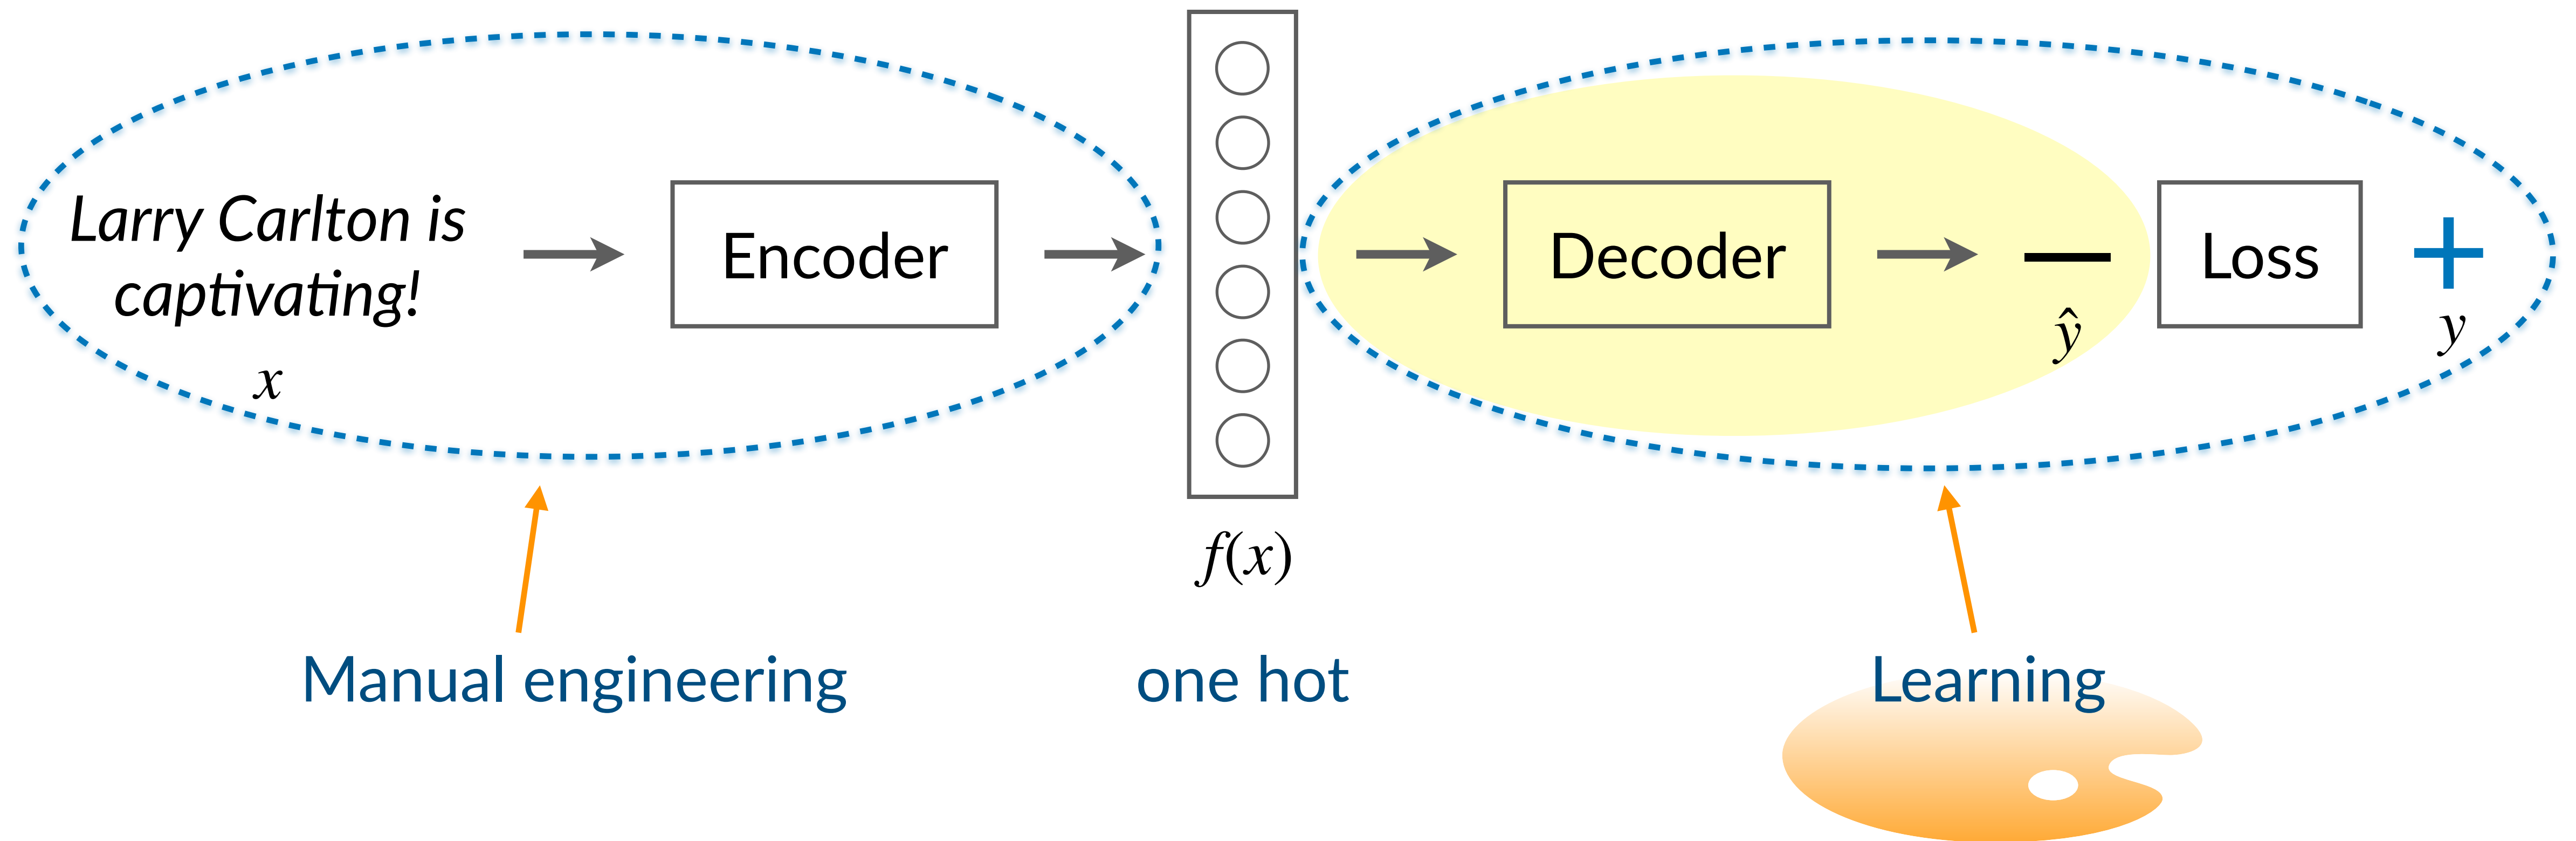 Larry Carlton is
captivating!
x
Encoder
f(x)
Decoder
ŷ
Loss
+
y
Manual engineering
one hot
Learning